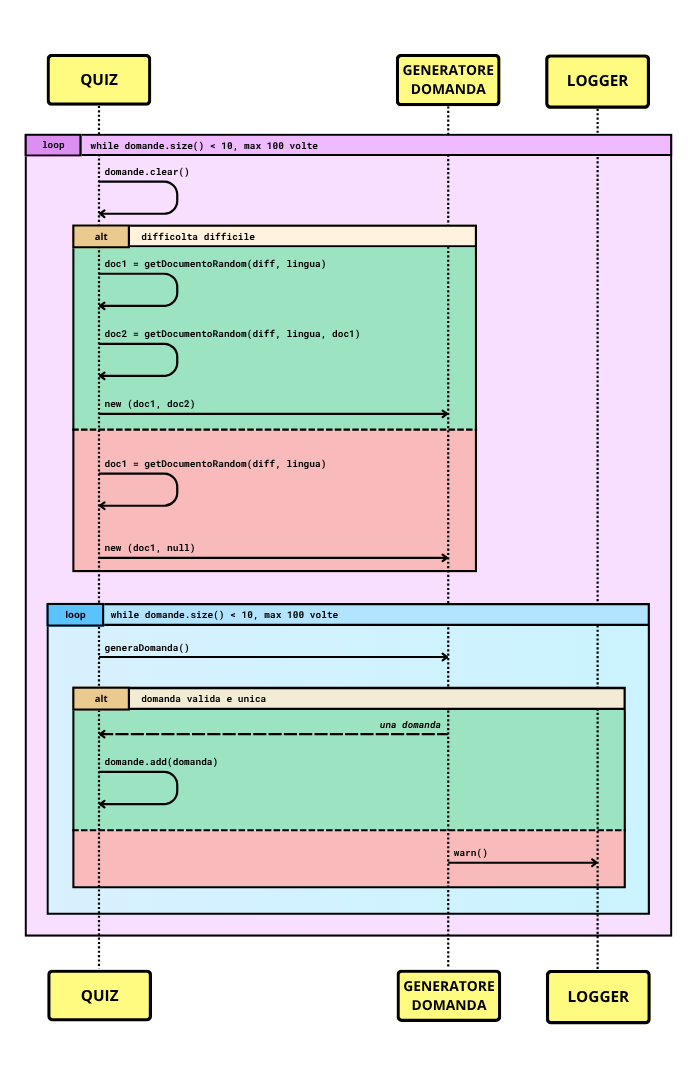 QUIZ
GENERATORE
DOMANDA
LOGGER
loop
while domande.size() < 10, max 100 volte
domande.clear()
alt
difficolta difficile
doc1 = getDocumentoRandom(diff, lingua)
doc2 = getDocumentoRandom(diff, lingua, doc1)
new (doc1, doc2)
doc1 = getDocumentoRandom(diff, lingua)
new (doc1, null)
loop
while domande.size() < 10, max 100 volte
generaDomanda()
alt
domanda valida e unica
una domanda
domande.add(domanda)
warn()
QUIZ
GENERATORE
DOMANDA
LOGGER